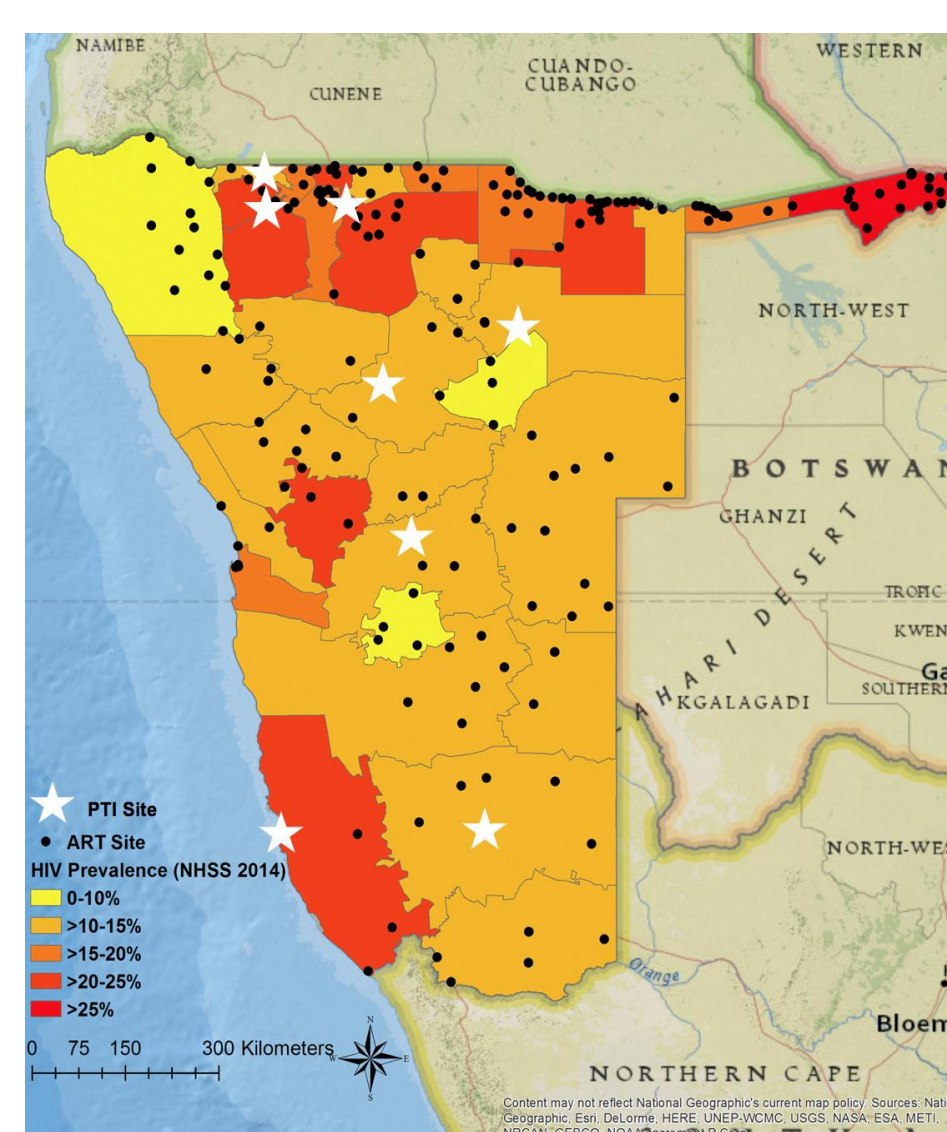 NAMIBE
WESTERN
CUANDO-
CUBANGO
CUNENE
NORTH-WEST
BOTSWAN
GHANZI
AHARI DESERT
TROPIC
KWEN
Ga
SOUTHERN
KGALAGADI
PTI Site
ART Site
HIV Prevalence (NHSS 2014)
0-10%
>10-15%
>15-20%
>20-25%
>25%
NORTH-WES
Orange
Bloem
0 75 150 300 Kilometers
N
W E
S
NORTHERN CAPE
Content may not reflect National Geographic's current map policy. Sources: Nati
Geographic, Esri, DeLorme, HERE, UNEP-WCMC, USGS, NASA, ESA, METI,